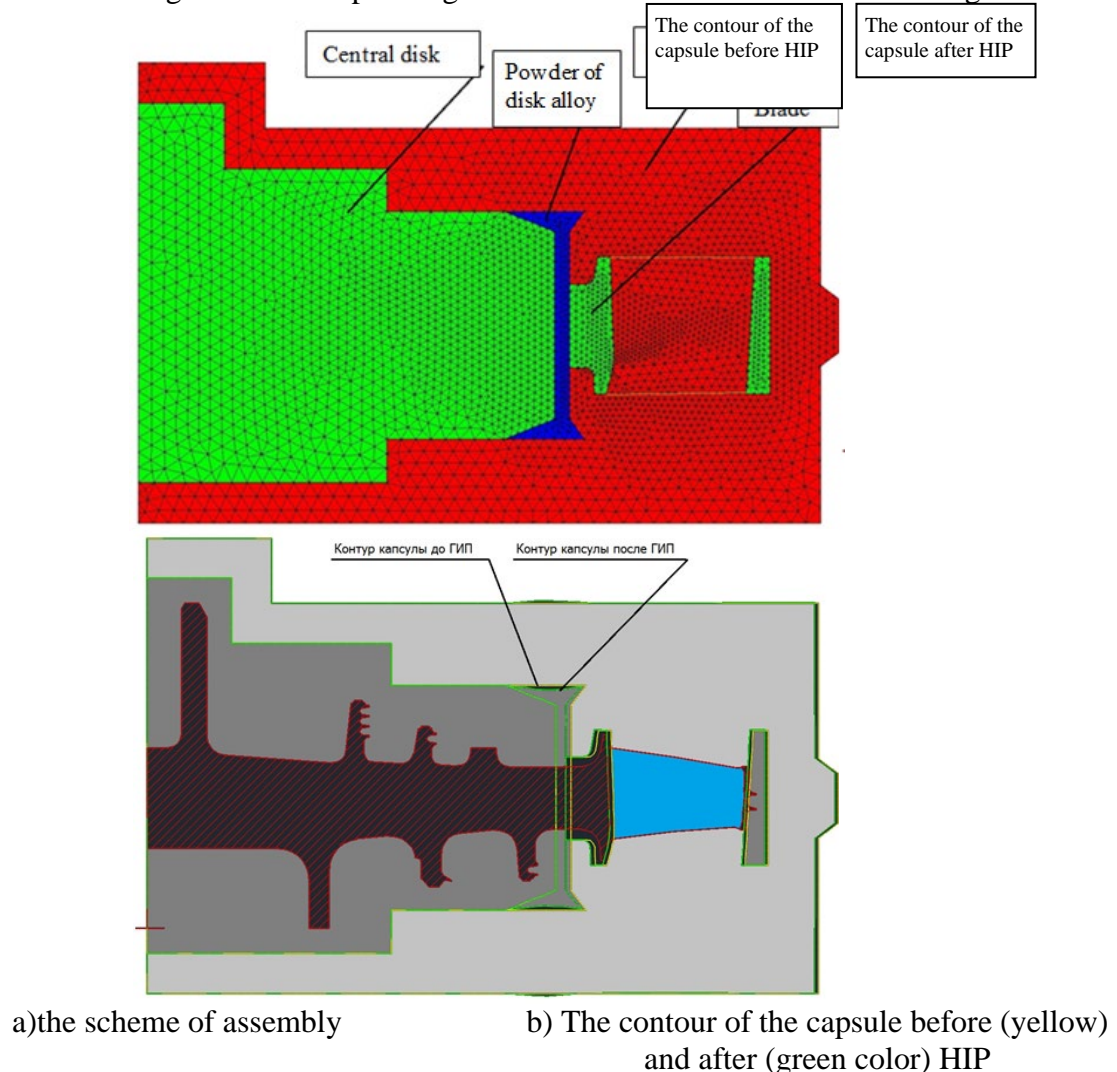 Central disk
Powder of
disk alloy
The contour of the
capsule before HIP
The contour of the
capsule after HIP
Blade
Контур капсулы до ГИП
Контур капсулы после ГИП
a)the scheme of assembly
b) The contour of the capsule before (yellow)
and after (green color) HIP